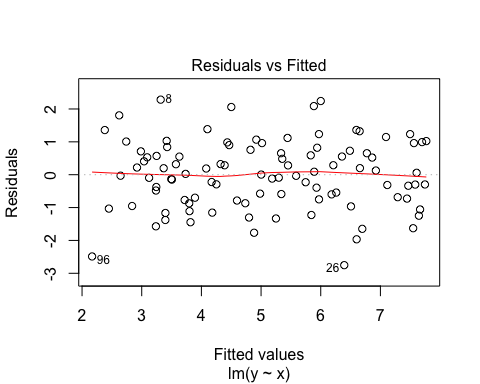 Residuals vs Fitted
Residuals
2
1
0
-1
-2
-3
8
96
26
2 3 4 5 6 7
Fitted values
lm(y ~ x)